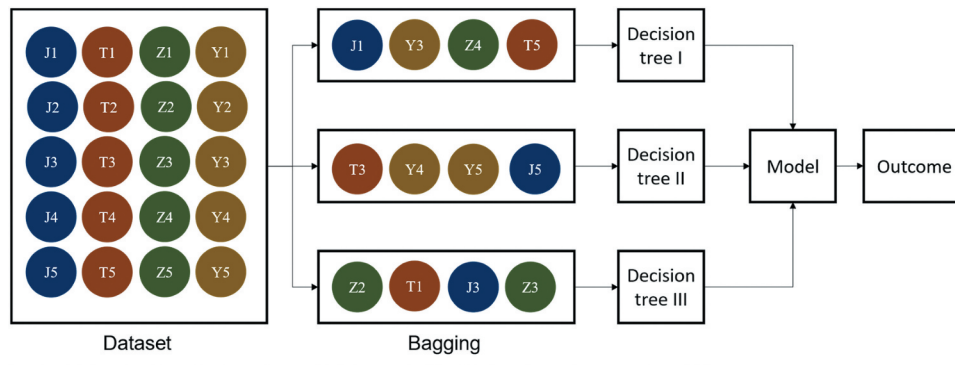 J1 T1 Z1 Y1
J2 T2 Z2 Y2
J3 T3 Z3 Y3
J4 T4 Z4 Y4
J5 T5 Z5 Y5
Dataset
J1 Y3 Z4 T5
T3 Y4 Y5 J5
Z2 T1 J3 Z3
Bagging
Decision
tree I
Decision
tree II
Decision
tree III
Model
Outcome